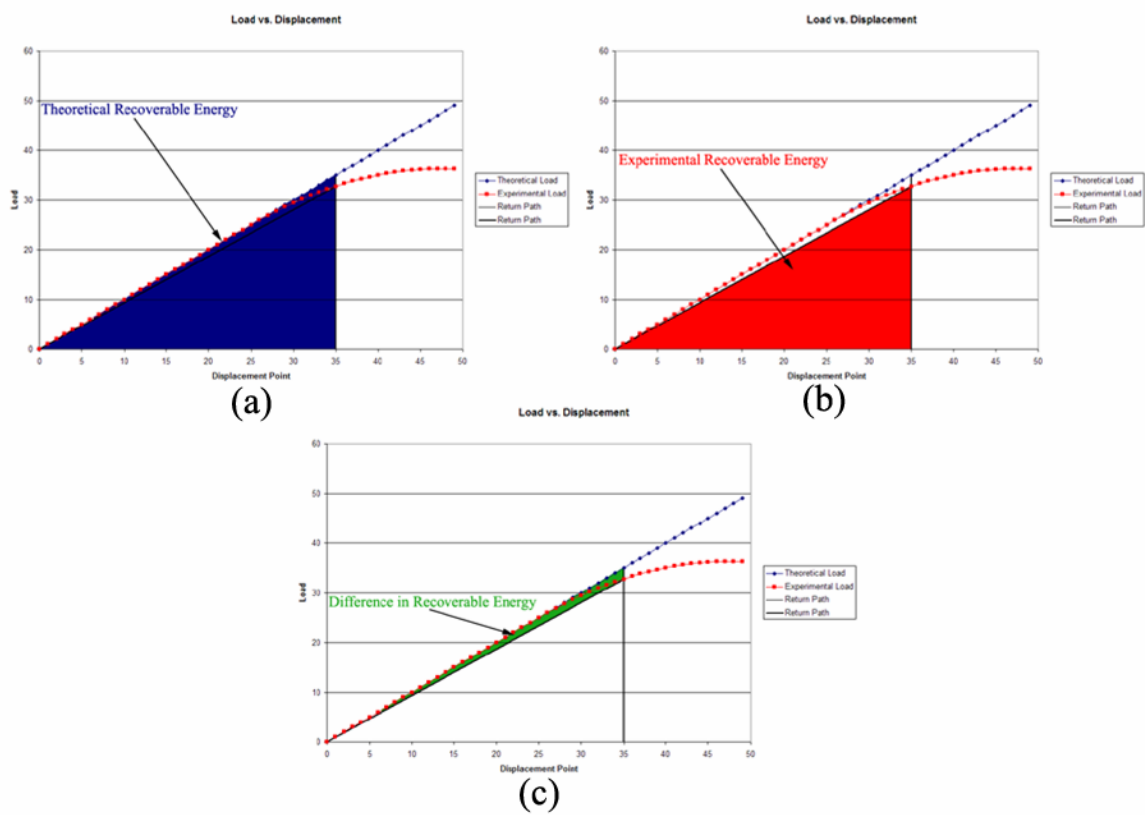 Load vs. Displacement
60
50
40
30
20
10
0
Load
Theoretical Recoverable Energy
0 5 10 15 20 25 30 35 40 45 50
Displacement Point
Theoretical Load
Experimental Load
Return Path
Return Path
(a)
Load vs. Displacement
60
50
40
30
20
10
0
Load
Experimental Recoverable Energy
0 5 10 15 20 25 30 35 40 45 50
Displacement Point
Theoretical Load
Experimental Load
Return Path
Return Path
(b)
Load vs. Displacement
60
50
40
30
20
10
0
Load
Difference in Recoverable Energy
0 5 10 15 20 25 30 35 40 45 50
Displacement Point
Theoretical Load
Experimental Load
Return Path
Return Path
(c)